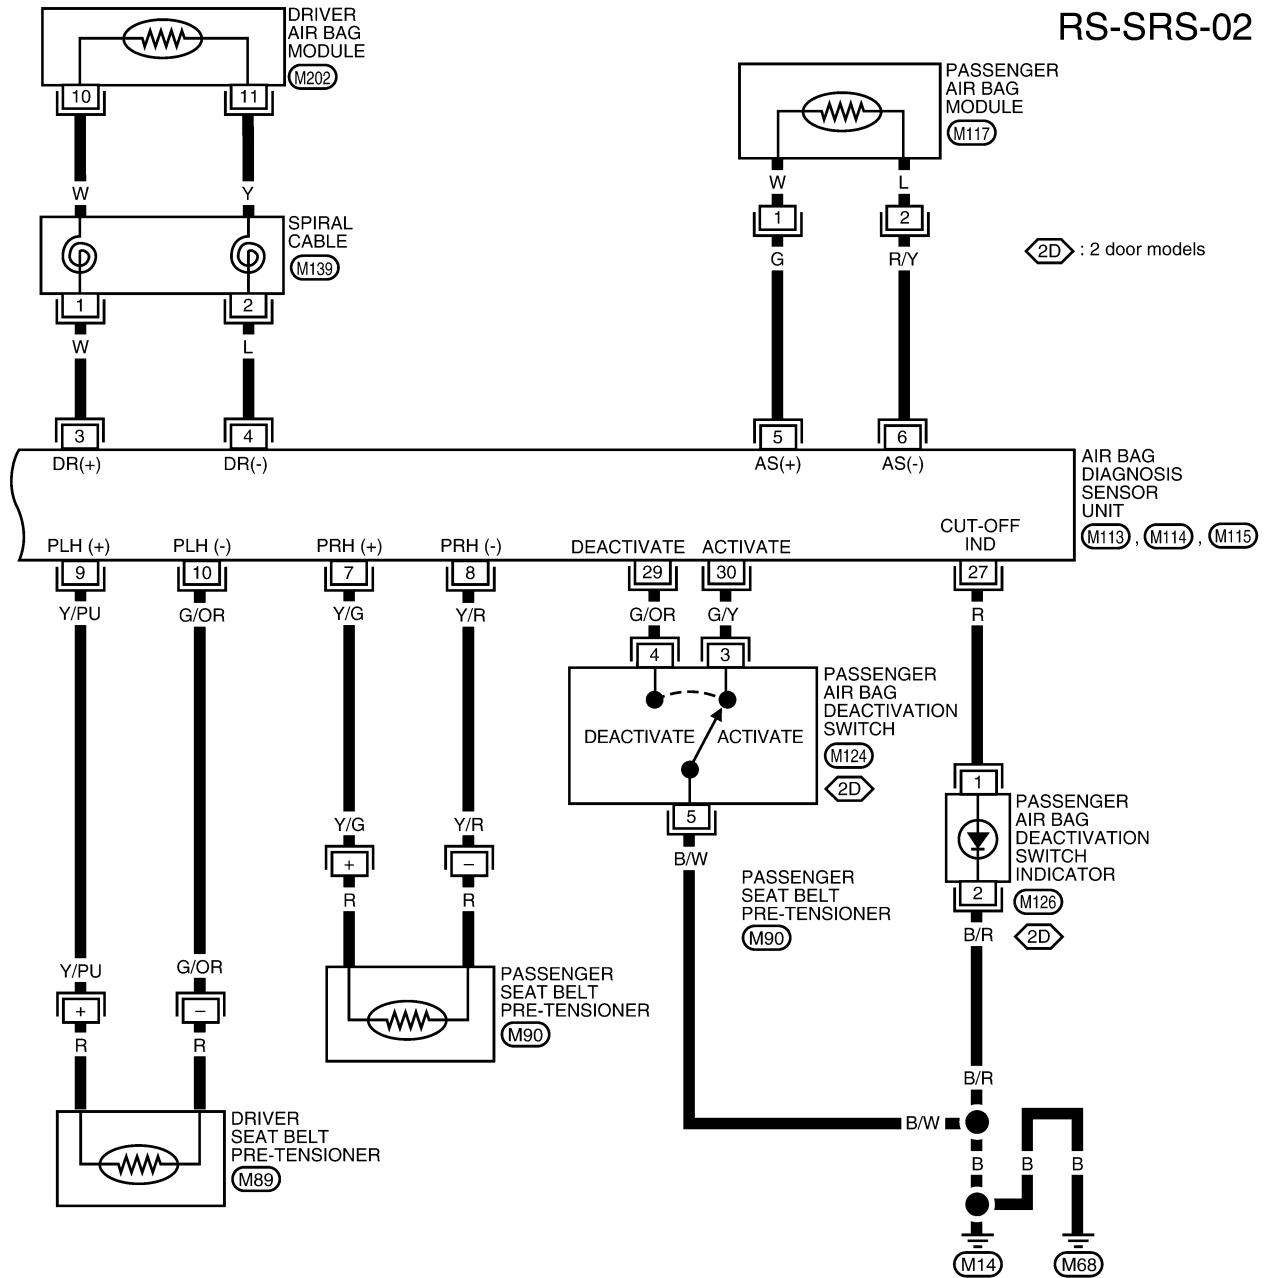 RS-SRS-02
DRIVER
AIR BAG
MODULE
M202
10
11
PASSENGER
AIR BAG
MODULE
M117
W
Y
W
L
1
2
SPIRAL
CABLE
M139
G
R/Y
2D : 2 door models
1
2
W
L
3
4
5
6
DR(+)
DR(-)
AS(+)
AS(-)
AIR BAG
DIAGNOSIS
SENSOR
UNIT
M113 , M114 , M115
CUT-OFF
IND
PLH (+)
PLH (-)
PRH (+)
PRH (-)
DEACTIVATE
ACTIVATE
9
10
7
8
29
30
27
Y/PU
G/OR
Y/G
Y/R
G/OR
G/Y
R
4
3
PASSENGER
AIR BAG
DEACTIVATION
SWITCH
M124
2D
DEACTIVATE
ACTIVATE
5
B/W
1
PASSENGER
AIR BAG
DEACTIVATION
SWITCH
INDICATOR
M126
2D
2
B/R
Y/G
Y/R
+
–
R
R
PASSENGER
SEAT BELT
PRE-TENSIONER
M90
PASSENGER
SEAT BELT
PRE-TENSIONER
M90
Y/PU
G/OR
+
–
R
R
DRIVER
SEAT BELT
PRE-TENSIONER
M89
B/R
B/W
B
B
B
M14
M68